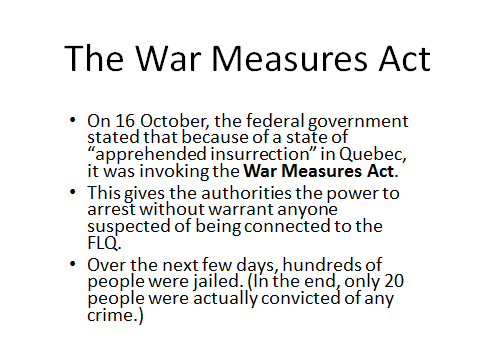 The War Measures Act
• On 16 October, the federal government
stated that because of a state of
“apprehended insurrection” in Quebec,
it was invoking the War Measures Act.
• This gives the authorities the power to
arrest without warrant anyone
suspected of being connected to the
FLQ.
• Over the next few days, hundreds of
people were jailed. (In the end, only 20
people were actually convicted of any
crime.)